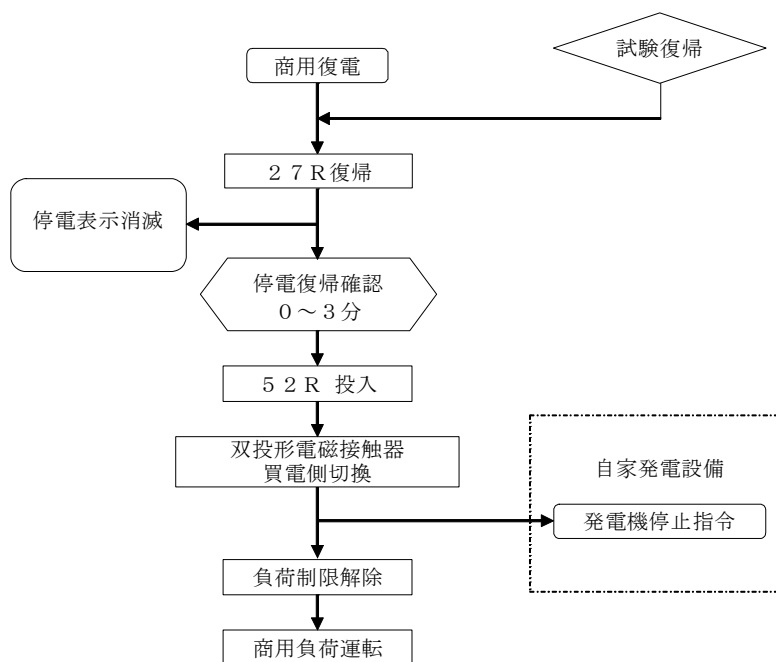 試験復帰
商用復電
２７Ｒ復帰
停電表示消滅
停電復帰確認
０～３分
５２Ｒ 投入
双投形電磁接触器
買電側切換
自家発電設備
発電機停止指令
負荷制限解除
商用負荷運転